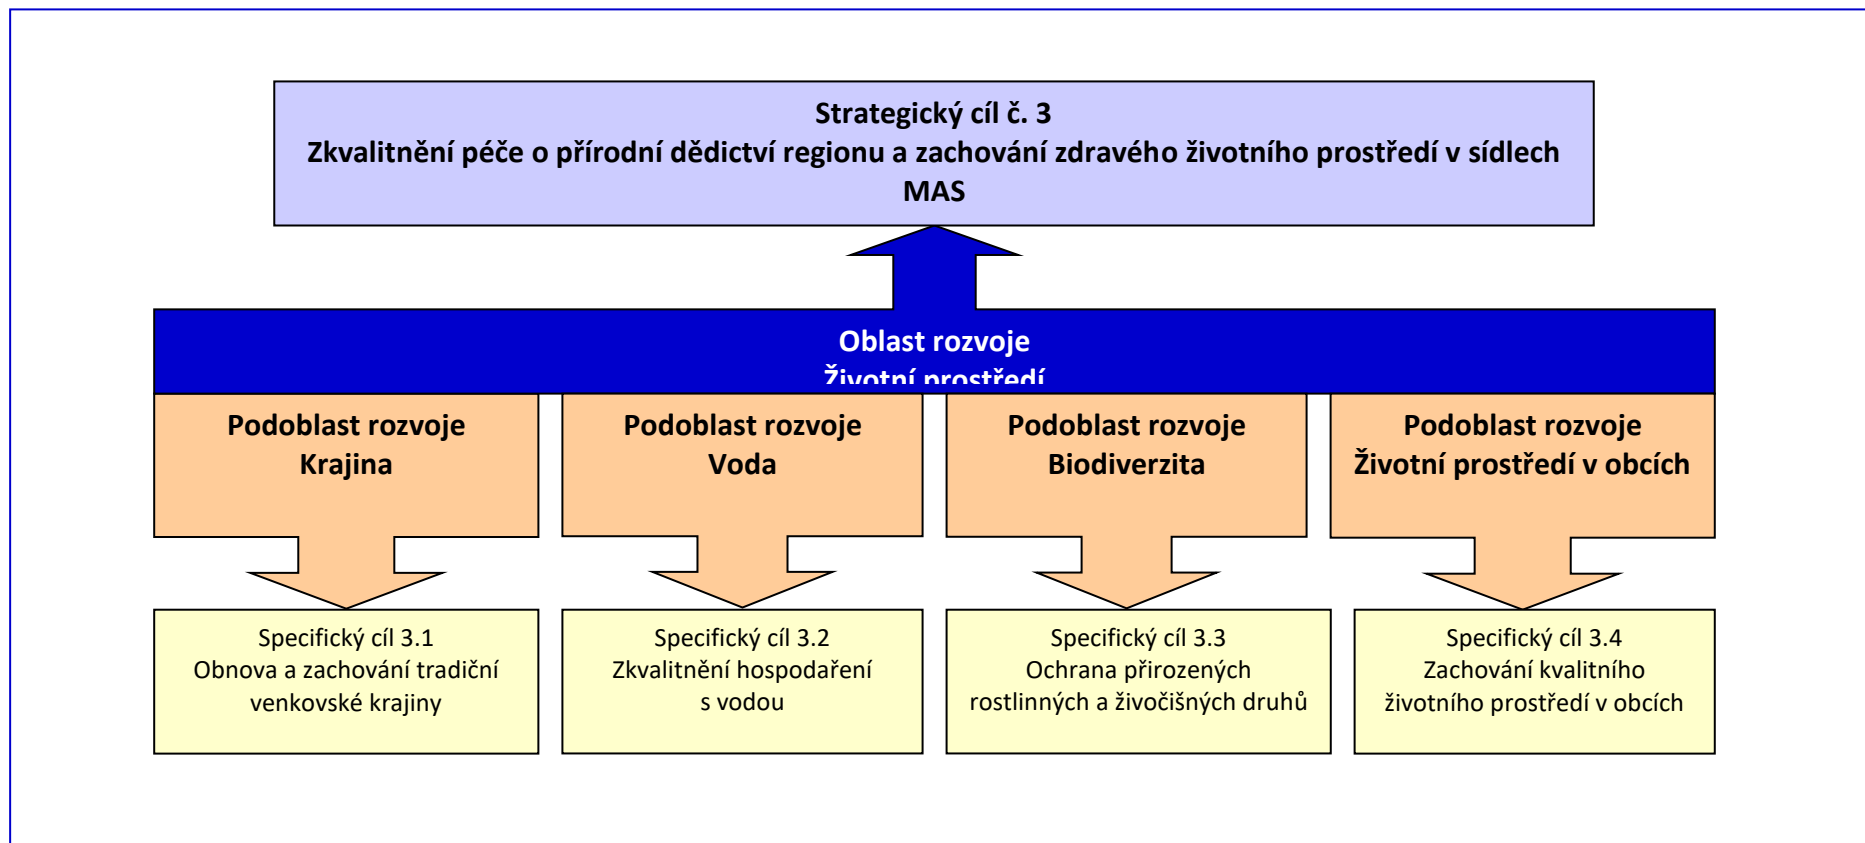 Strategický cíl č. 3
Zkvalitnění péče o přírodní dědictví regionu a zachování zdravého životního prostředí v sídlech
MAS
Oblast rozvoje
Životní prostředí
Podoblast rozvoje
Krajina
Podoblast rozvoje
Voda
Podoblast rozvoje
Biodiverzita
Podoblast rozvoje
Životní prostředí v obcích
Specifický cíl 3.1
Obnova a zachování tradiční
venkovské krajiny
Specifický cíl 3.2
Zkvalitnění hospodaření
s vodou
Specifický cíl 3.3
Ochrana přirozených
rostlinných a živočišných druhů
Specifický cíl 3.4
Zachování kvalitního
životního prostředí v obcích